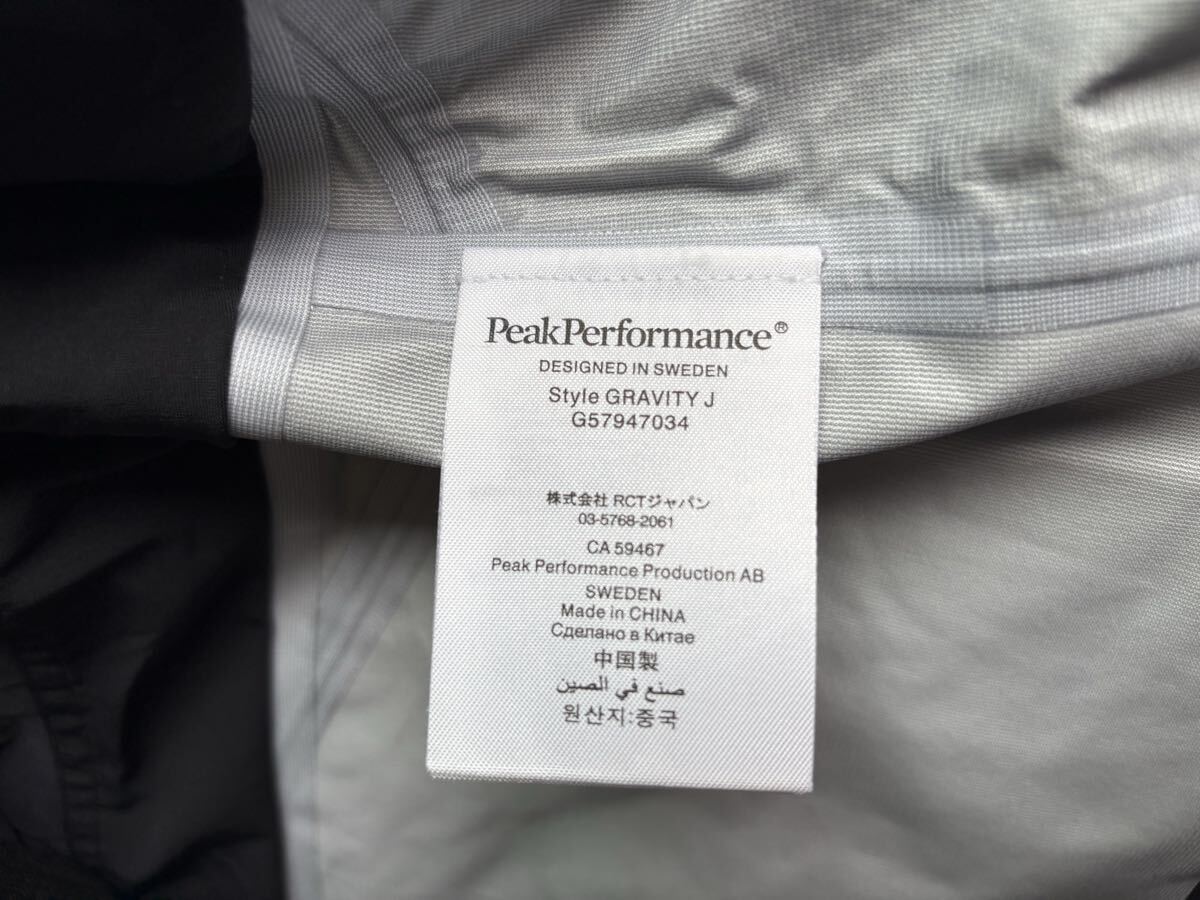 PeakPerformance®
DESIGNED IN SWEDEN
Style GRAVITY J
G57947034
株式会社 RCTジャパン
03-5768-2061
CA 59467
Peak Performance Production AB
SWEDEN
Made in CHINA
Сделано в Китае
中国製
صنع في الصين
원산지:중국